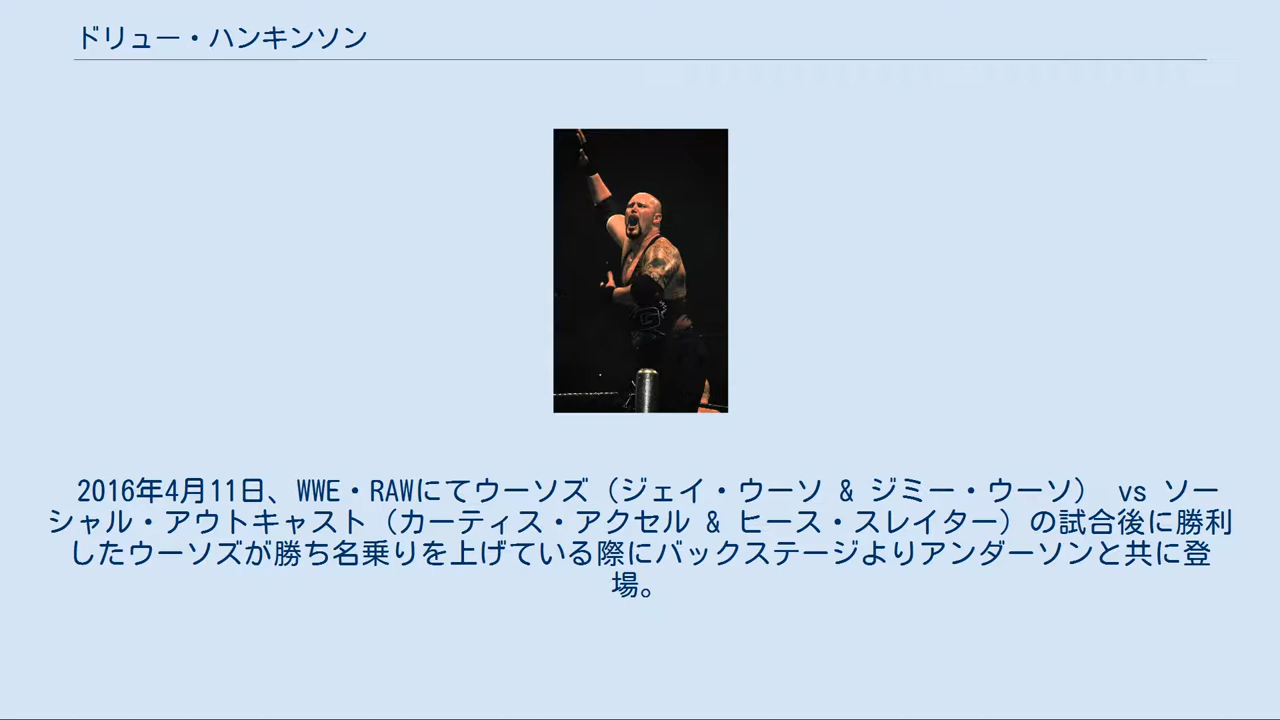 ドリュー・ハンキンソン
2016年4月11日、WWE・RAWにてウーソズ（ジェイ・ウーソ & ジミー・ウーソ） vs ソー
シャル・アウトキャスト（カーティス・アクセル & ヒース・スレイター）の試合後に勝利
したウーソズが勝ち名乗りを上げている際にバックステージよりアンダーソンと共に登
場。